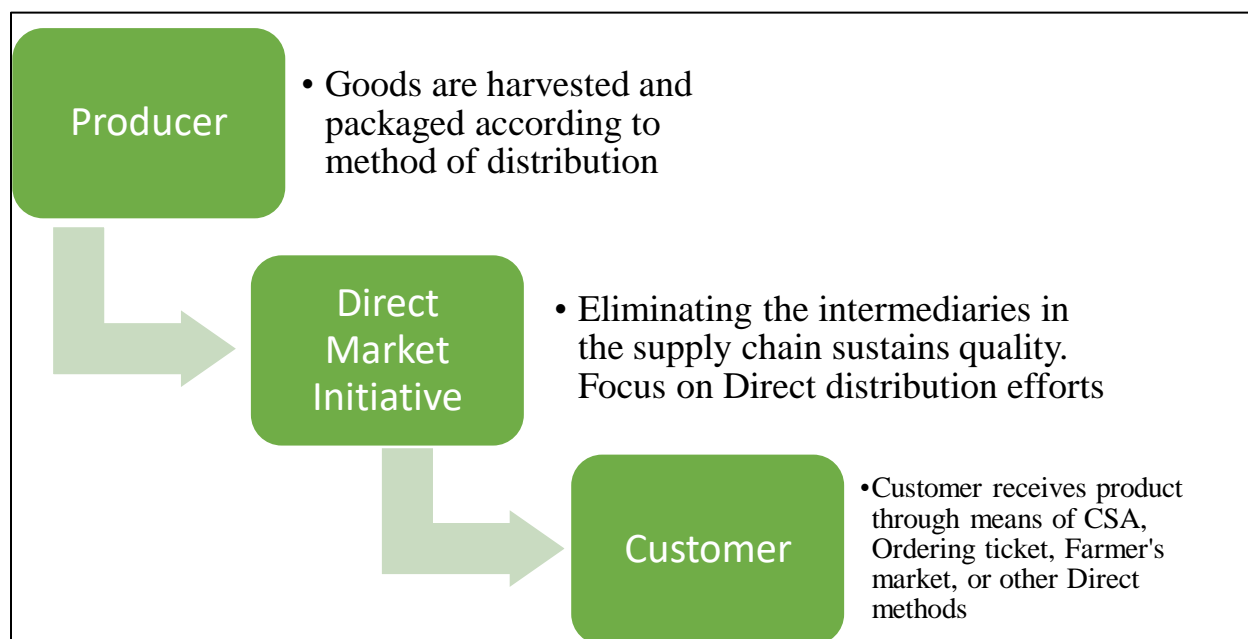 Producer
• Goods are harvested and
packaged according to
method of distribution
Direct
Market
Initiative
• Eliminating the intermediaries in
the supply chain sustains quality.
Focus on Direct distribution efforts
Customer
•Customer receives product
through means of CSA,
Ordering ticket, Farmer's
market, or other Direct
methods